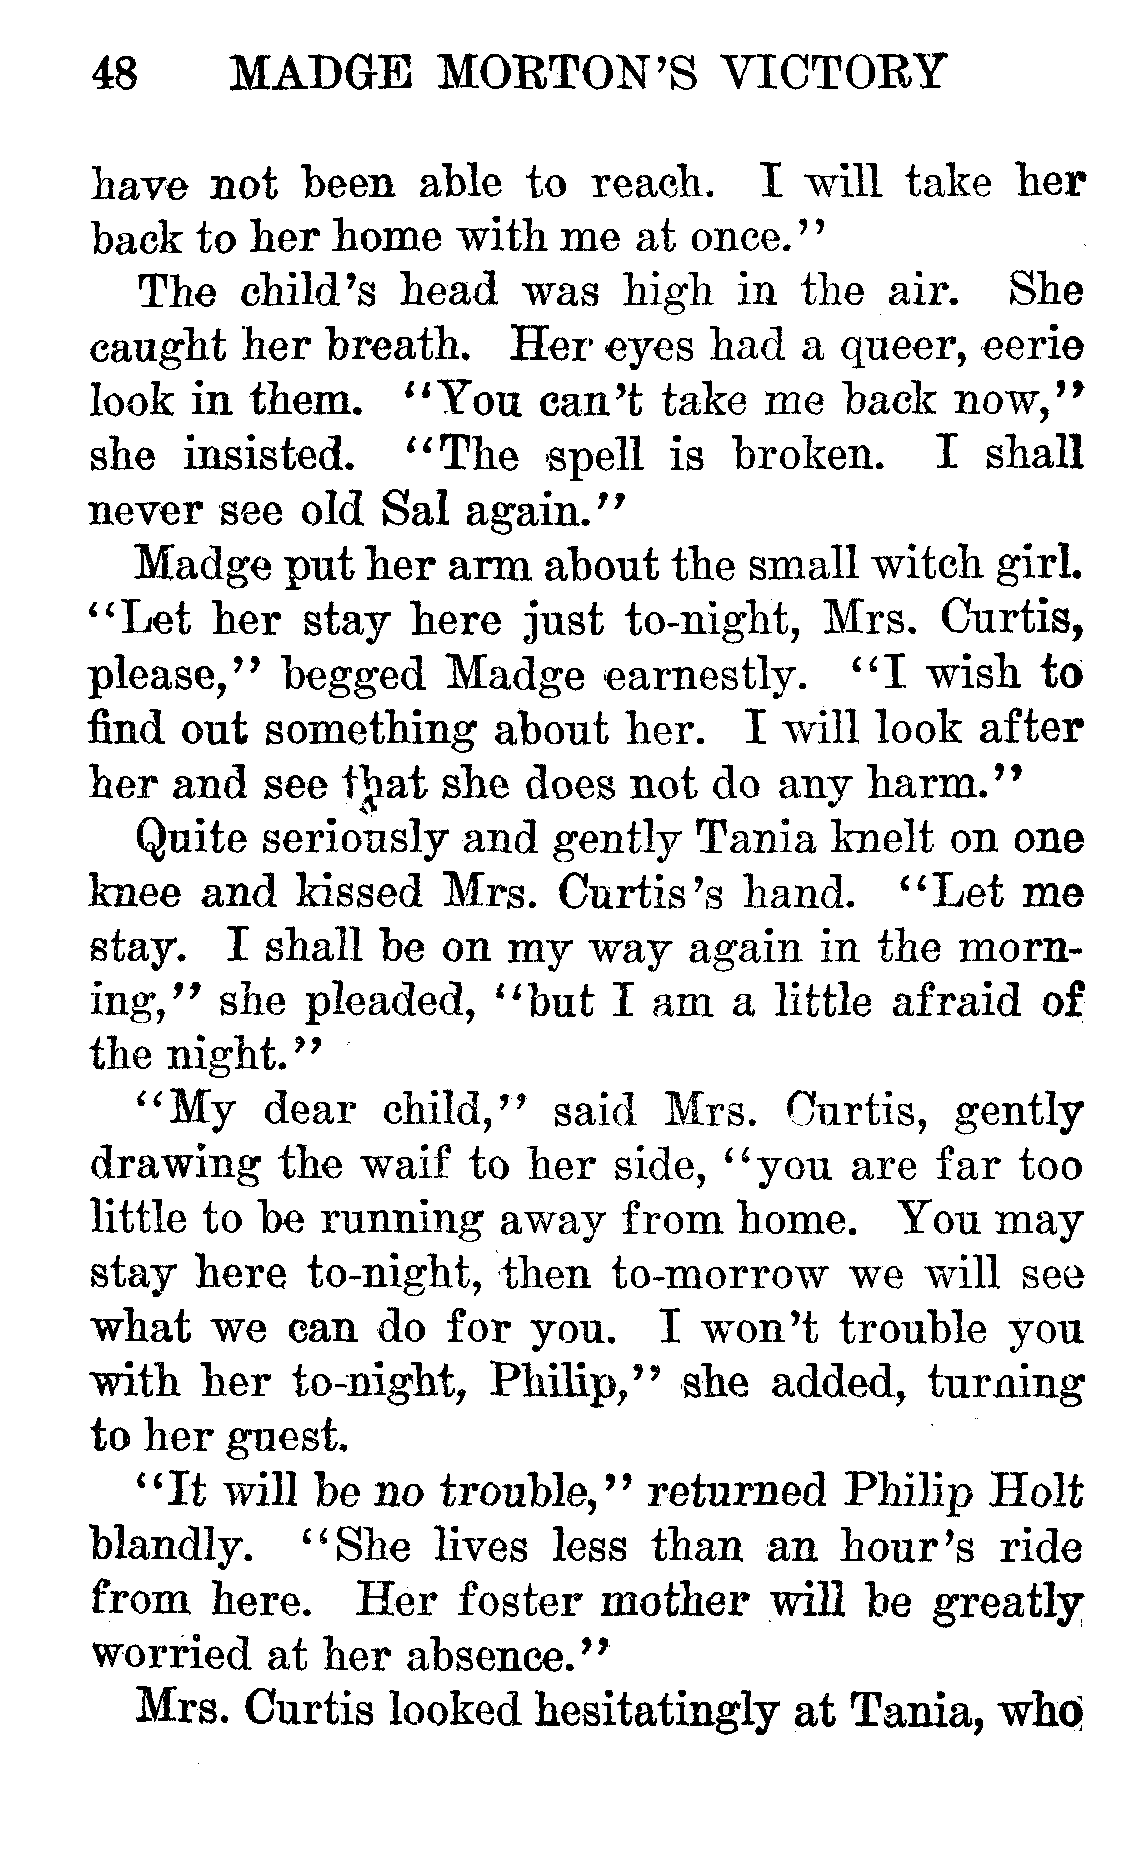 48 MADGE MORTON'S VICTORY
have not been able to reach. I will take her
back to her home with me at once."
The child's head was high in the air. She
caught her breath. Her eyes had a queer, eerie
look in them. "You can't take me back now,"
she insisted. "The spell is broken. I shall
never see old Sal again."
Madge put her arm about the small witch girl.
"Let her stay here just to-night, Mrs. Curtis,
please," begged Madge earnestly. "I wish to
find out something about her. I will look after
her and see that she does not do any harm."
Quite seriously and gently Tania knelt on one
knee and kissed Mrs. Curtis's hand. "Let me
stay. I shall be on my way again in the morn-
ing," she pleaded, "but I am a little afraid of
the night."
"My dear child," said Mrs. Curtis, gently
drawing the waif to her side, "you are far too
little to be running away from home. You may
stay here to-night, then to-morrow we will see
what we can do for you. I won't trouble you
with her to-night, Philip," she added, turning
to her guest.
"It will be no trouble," returned Philip Holt
blandly. "She lives less than an hour's ride
from here. Her foster mother will be greatly
worried at her absence."
Mrs. Curtis looked hesitatingly at Tania, who